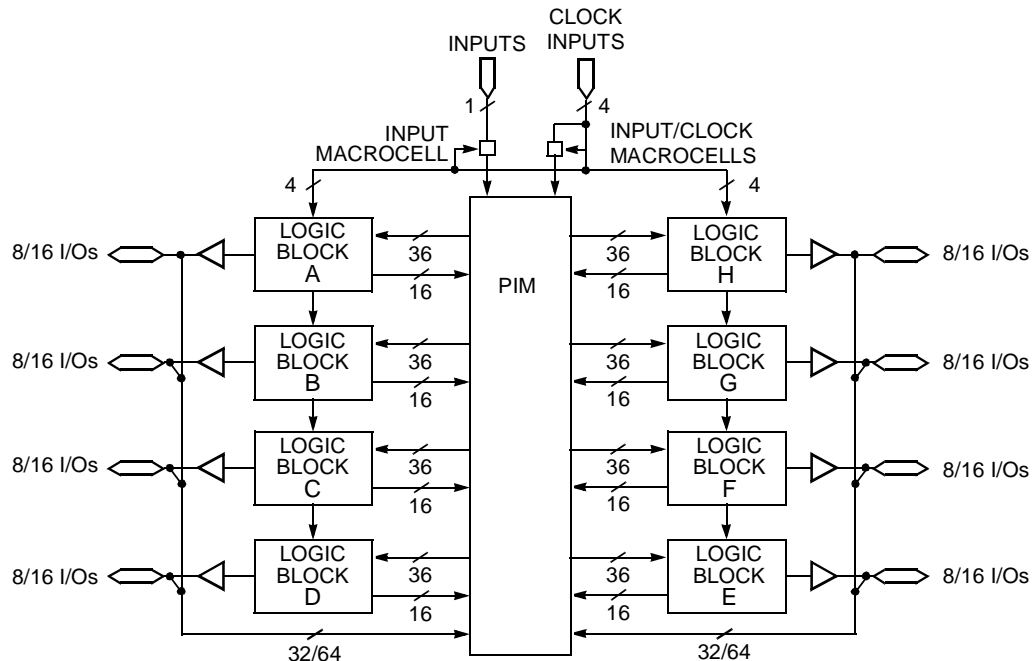 CLOCK
INPUTS
INPUTS
1
4
INPUT
MACROCELL
INPUT/CLOCK
MACROCELLS
4
4
8/16 I/Os
LOGIC
BLOCK
A
36
16
PIM
36
16
LOGIC
BLOCK
H
8/16 I/Os
8/16 I/Os
LOGIC
BLOCK
B
36
16
36
16
LOGIC
BLOCK
G
8/16 I/Os
8/16 I/Os
LOGIC
BLOCK
C
36
16
36
16
LOGIC
BLOCK
F
8/16 I/Os
8/16 I/Os
LOGIC
BLOCK
D
36
16
36
16
LOGIC
BLOCK
E
8/16 I/Os
32/64
32/64